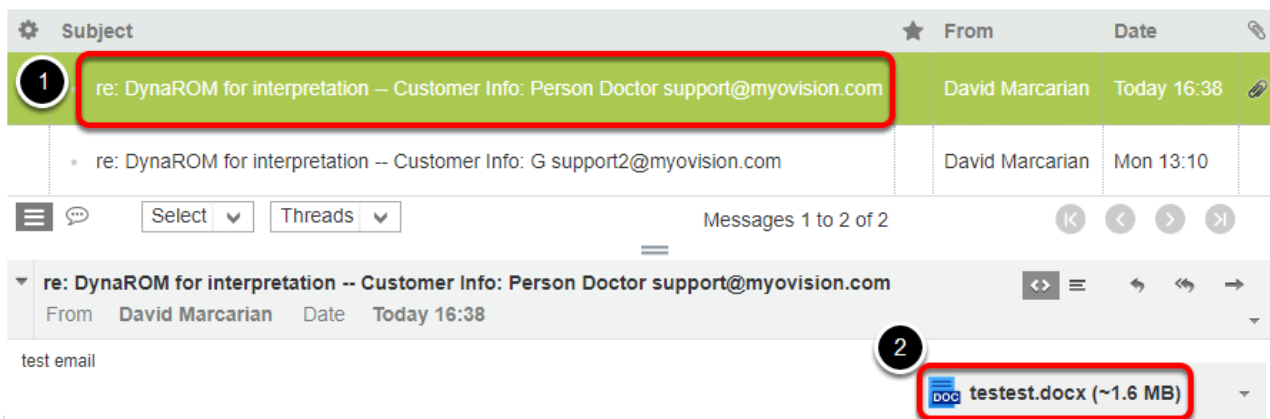 Subject From Date
1
re: DynaROM for interpretation -- Customer Info: Person Doctor support@myovision.com David Marcarian Today 16:38
re: DynaROM for interpretation -- Customer Info: G support2@myovision.com David Marcarian Mon 13:10
Select Threads Messages 1 to 2 of 2
re: DynaROM for interpretation -- Customer Info: Person Doctor support@myovision.com
From David Marcarian Date Today 16:38
test email
2
DOC testest.docx (~1.6 MB)